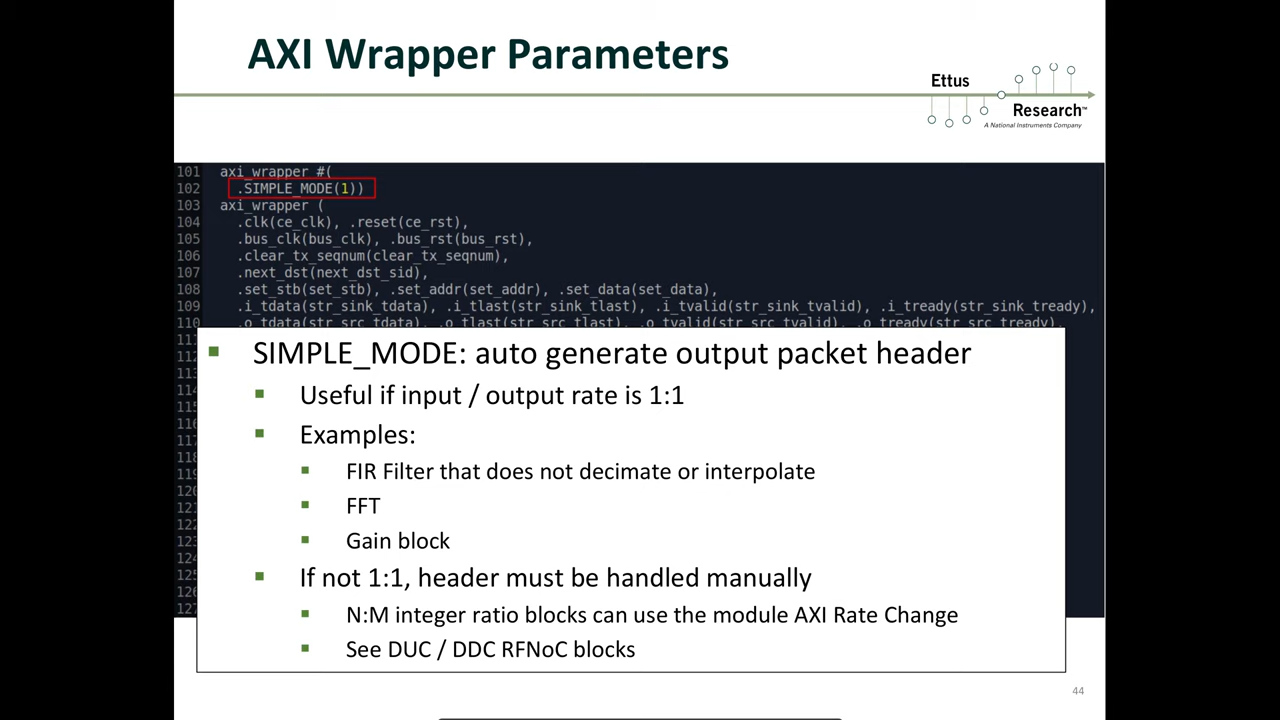 AXI Wrapper Parameters
Ettus
Research™
A National Instruments Company
101 axi_wrapper #(
102 .SIMPLE_MODE(1))
103 axi_wrapper (
104 .clk(ce_clk), .reset(ce_rst),
105 .bus_clk(bus_clk), .bus_rst(bus_rst),
106 .clear_tx_seqnum(clear_tx_seqnum),
107 .next_dst(next_dst_sid),
108 .set_stb(set_stb), .set_addr(set_addr), .set_data(set_data),
109 .i_tdata(str_sink_tdata), .i_tlast(str_sink_tlast), .i_tvalid(str_sink_tvalid), .i_tready(str_sink_tready),
110 .o_tdata(str_src_tdata), .o_tlast(str_src_tlast), .o_tvalid(str_src_tvalid), .o_tready(str_src_tready),
SIMPLE_MODE: auto generate output packet header
Useful if input / output rate is 1:1
Examples:
FIR Filter that does not decimate or interpolate
FFT
Gain block
If not 1:1, header must be handled manually
N:M integer ratio blocks can use the module AXI Rate Change
See DUC / DDC RFNoC blocks
44